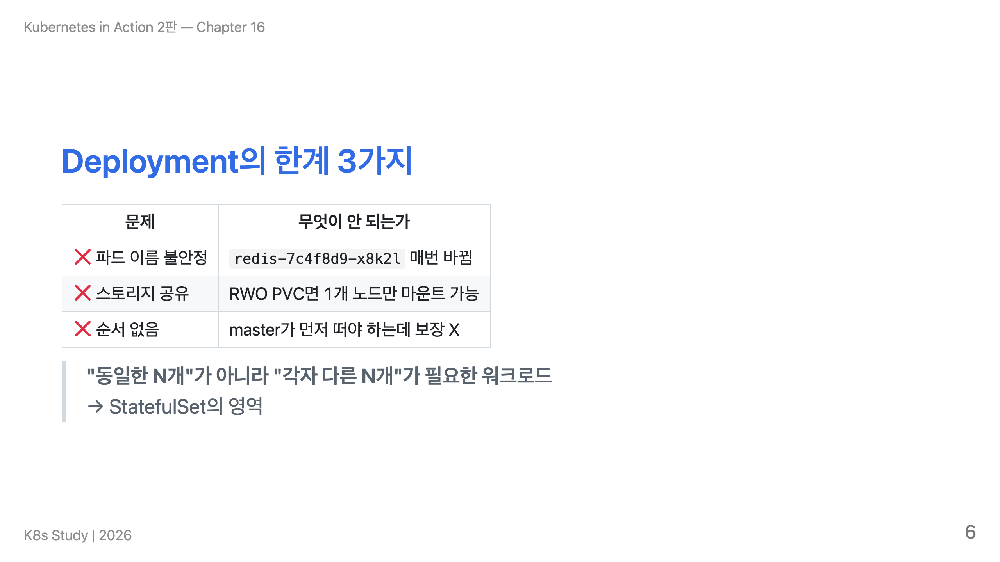 Kubernetes in Action 2판 — Chapter 16
Deployment의 한계 3가지
문제 무엇이 안 되는가
❌ 파드 이름 불안정 redis-7c4f8d9-x8k2l 매번 바뀜
❌ 스토리지 공유 RWO PVC면 1개 노드만 마운트 가능
❌ 순서 없음 master가 먼저 떠야 하는데 보장 X
"동일한 N개"가 아니라 "각자 다른 N개"가 필요한 워크로드
→ StatefulSet의 영역
K8s Study | 2026
6